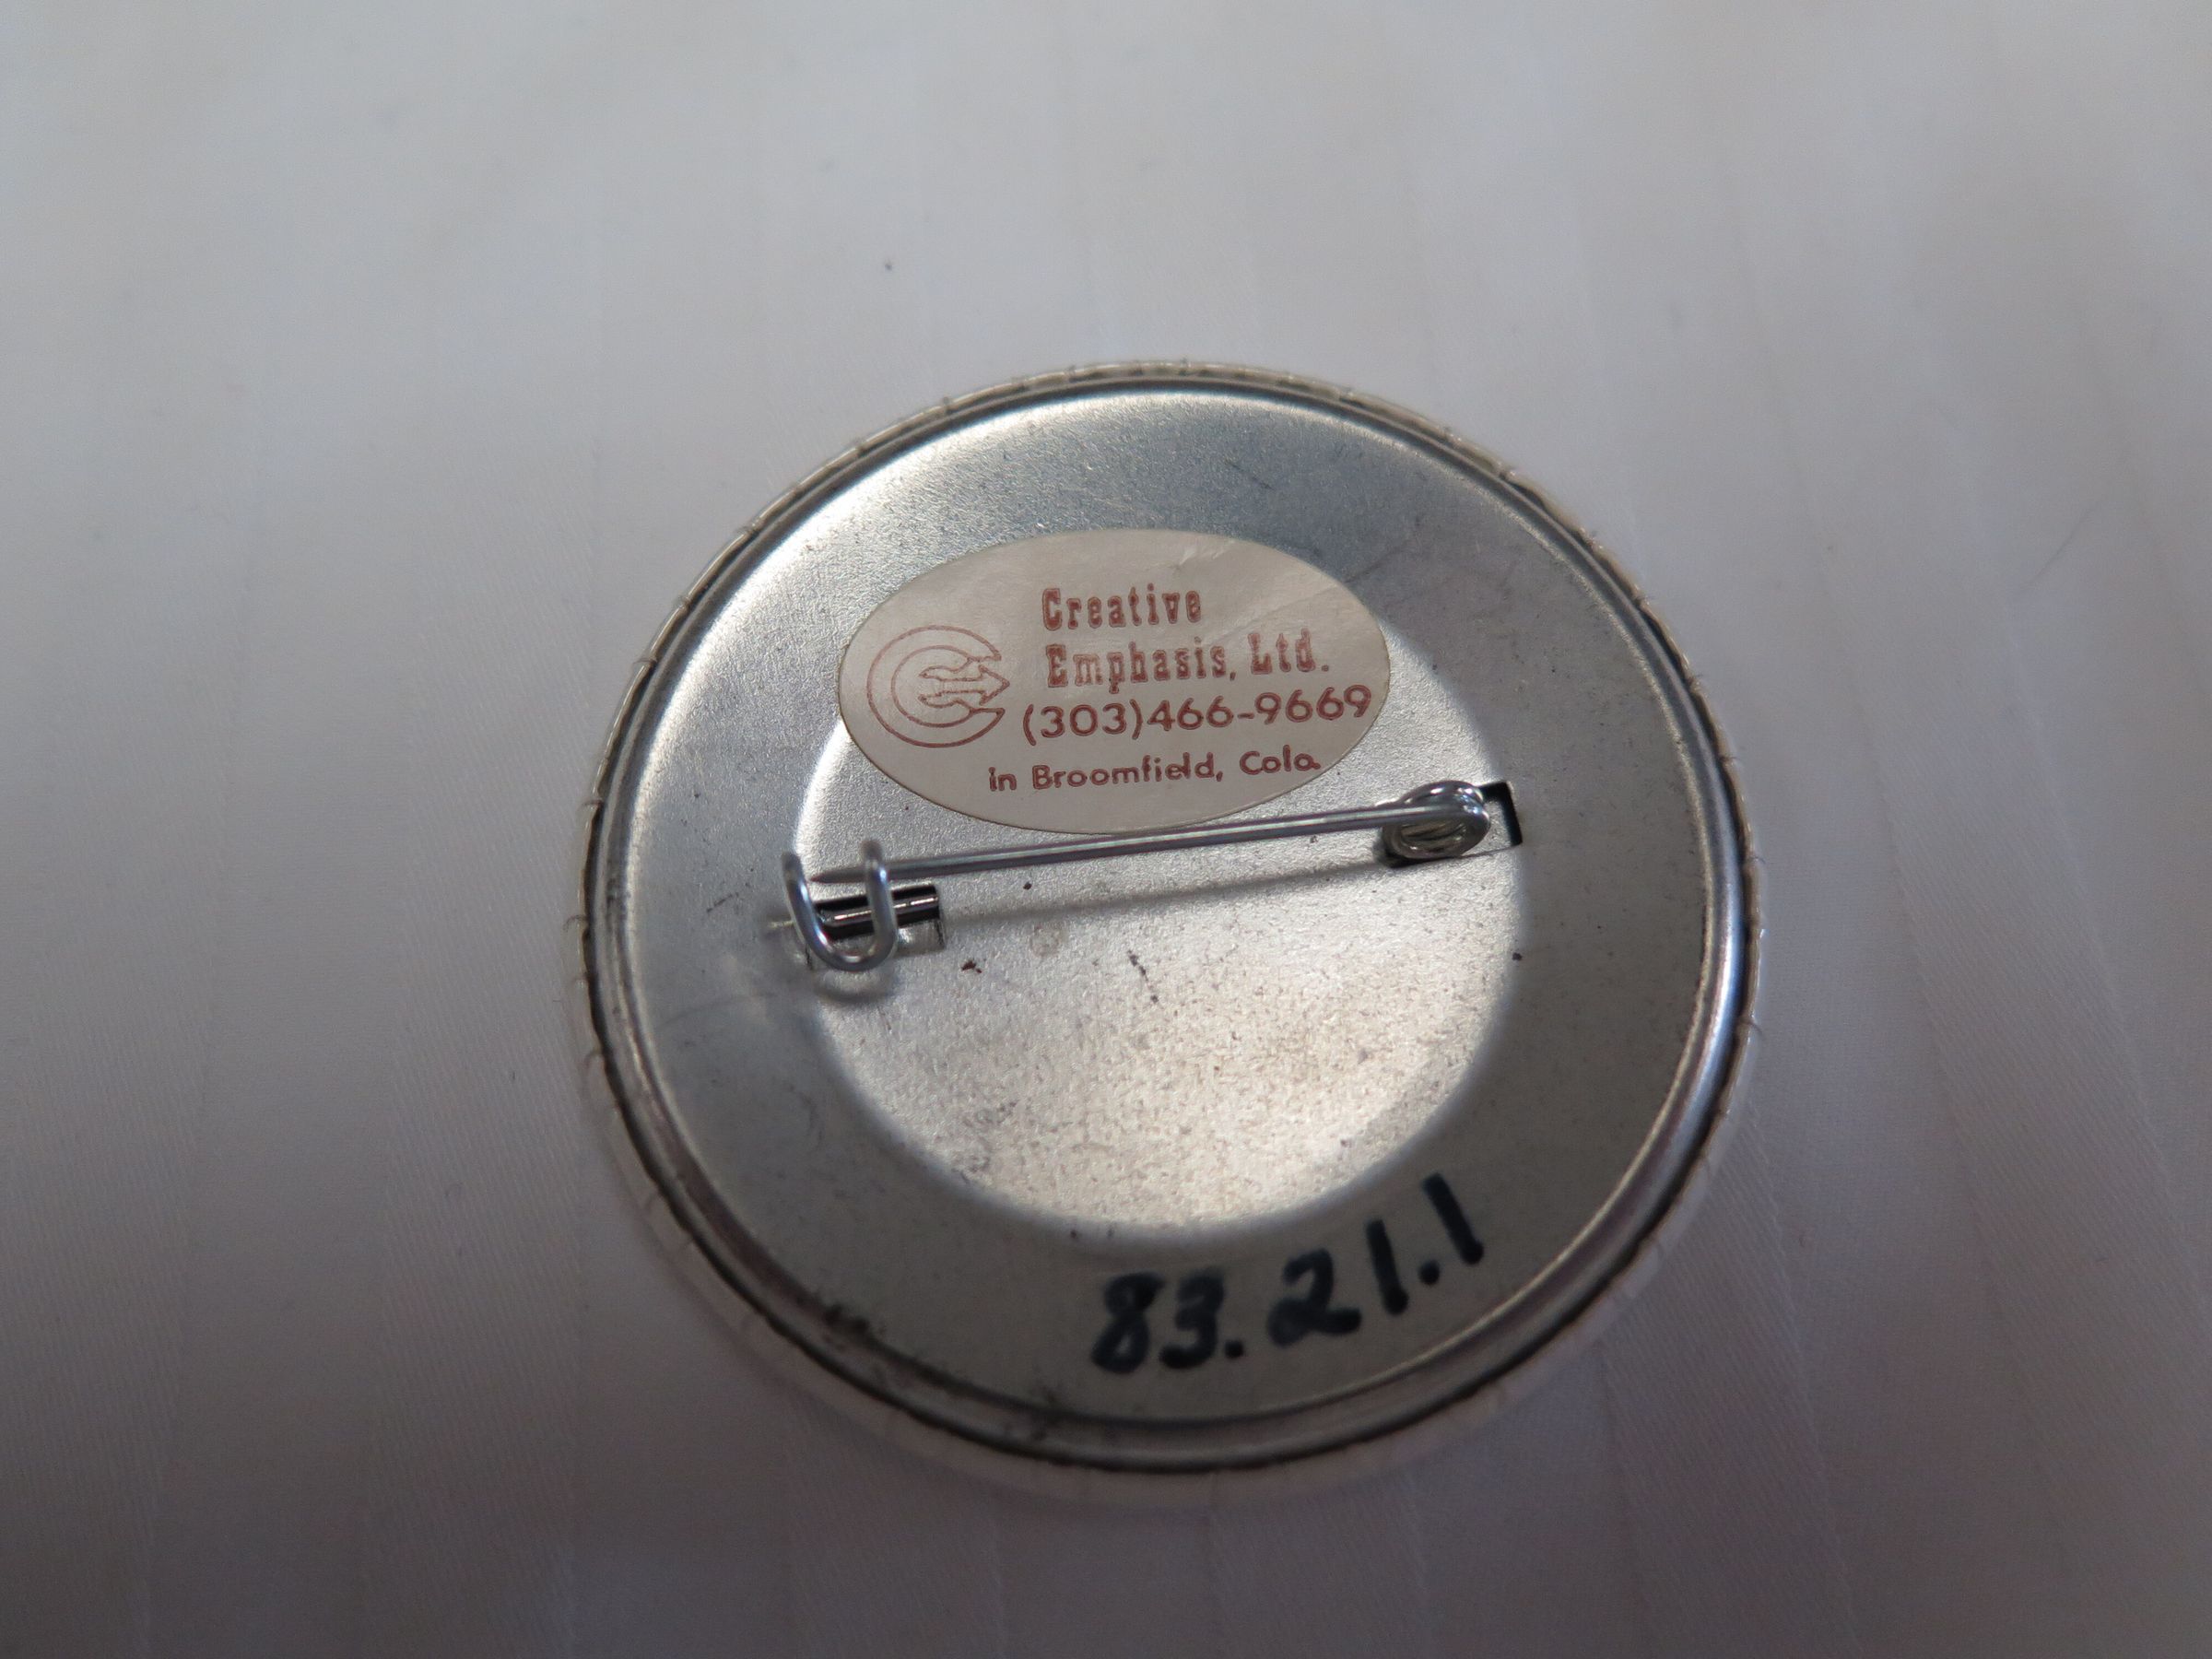 Creative
Emphasis, Ltd.
(303)466-9669
in Broomfield, Colo.
83.21.1